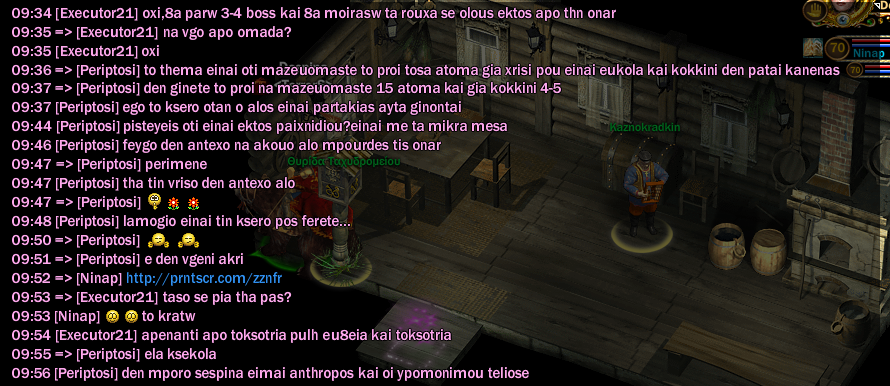 09:34 [Executor21] oxi,8a parw 3-4 boss kai 8a moirasw ta rouxa se olous ektos apo thn onar
09:35 => [Executor21] na vgo apo omada?
09:35 [Executor21] oxi
09:36 => [Periptosi] to thema einai oti mazeuomaste to proi tosa atoma gia xrisi pou einai eukola kai kokkini den patai kanenas
09:37 => [Periptosi] den ginete to proi na mazeuomaste 15 atoma kai gia kokkini 4-5
09:37 [Periptosi] ego to ksero otan o alos einai partakias ayta ginontai
09:44 [Periptosi] pisteyeis oti einai ektos paixnidiou?einai me ta mikra mesa
09:46 [Periptosi] feygo den antexo na akouo alo mpourdes tis onar
09:47 => [Periptosi] perimene
09:47 [Periptosi] tha tin vriso den antexo alo
09:47 => [Periptosi]
09:48 [Periptosi] lamogio einai tin ksero pos ferete...
09:50 => [Periptosi]
09:51 => [Periptosi] e den vgeni akri
09:52 => [Ninap] http://prntscr.com/zznfr
09:53 => [Executor21] taso se pia tha pas?
09:53 [Ninap] to kratw
09:54 [Executor21] apenanti apo toksotria pulh eu8eia kai toksotria
09:55 => [Periptosi] ela ksekola
09:56 [Periptosi] den mporo sespina eimai anthropos kai oi ypomonimou teliose
Kaznokradkin
Θυρίδα Ταχυδρομείου
70
Ninap
70